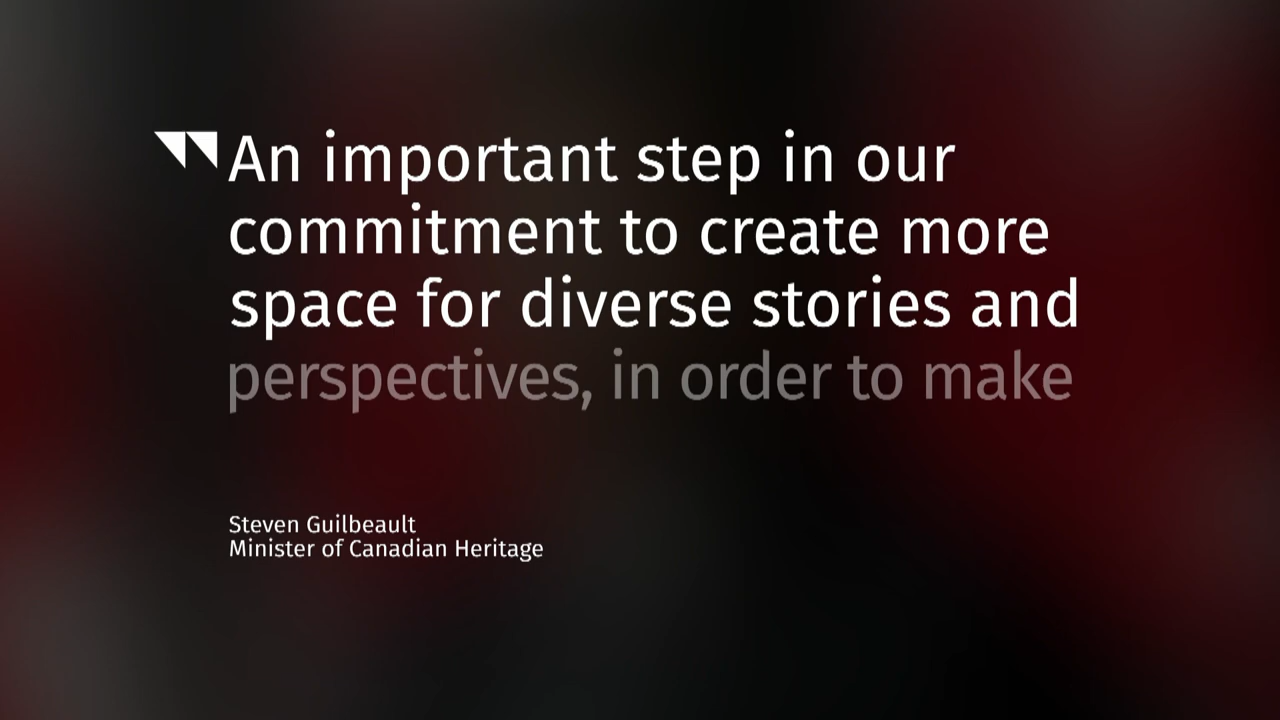 An important step in our
commitment to create more
space for diverse stories and
perspectives, in order to make
Steven Guilbeault
Minister of Canadian Heritage